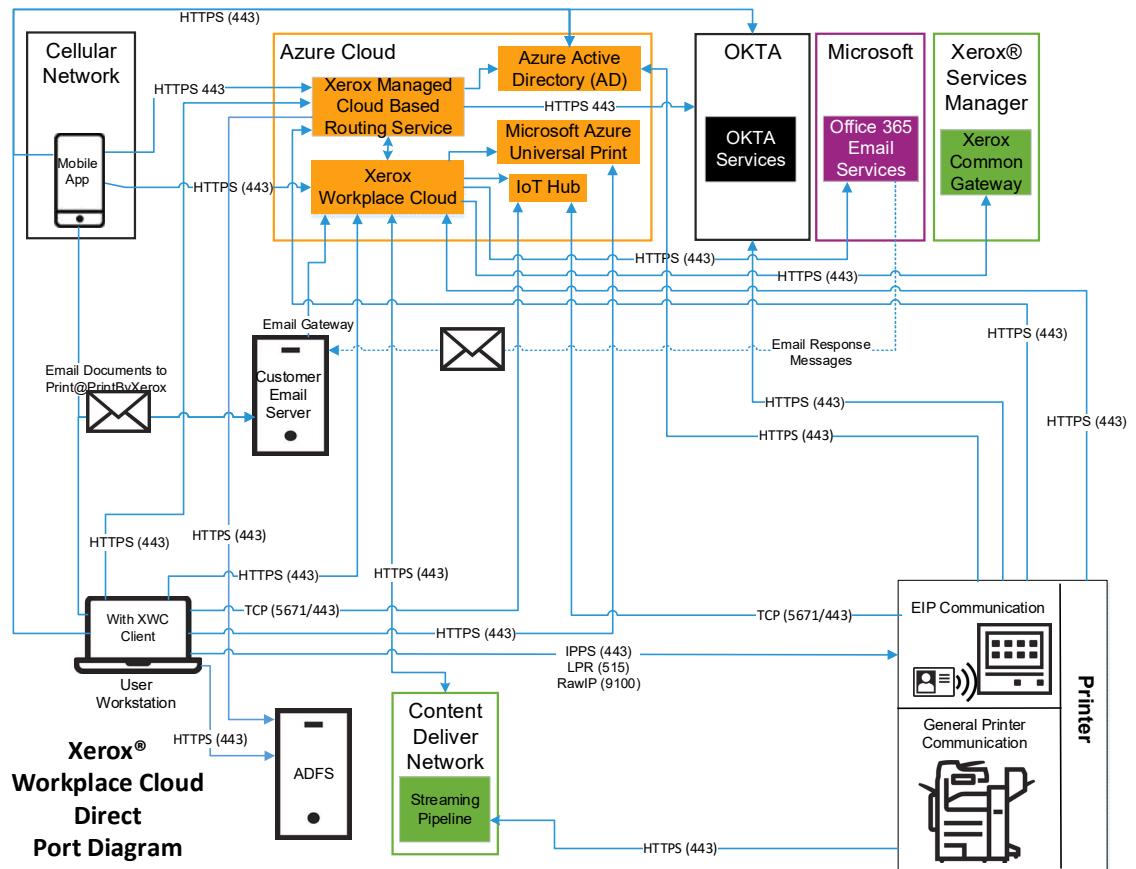 HTTPS (443)
Cellular
Network
Mobile
App
HTTPS 443
HTTPS (443)
Azure Cloud
Azure Active
Directory (AD)
Xerox Managed
Cloud Based
Routing Service
HTTPS 443
Microsoft Azure
Universal Print
Xerox
Workplace Cloud
IoT Hub
OKTA
OKTA
Services
Microsoft
Office 365
Email
Services
Xerox®
Services
Manager
Xerox
Common
Gateway
HTTPS (443)
HTTPS (443)
Email Gateway
Customer
Email
Server
Email Response
Messages
HTTPS (443)
Email Documents to
Print@PrintByXerox
HTTPS (443)
HTTPS (443)
HTTPS (443)
HTTPS (443)
HTTPS (443)
HTTPS (443)
HTTPS (443)
TCP (5671/443)
TCP (5671/443)
HTTPS (443)
IPPS (443)
LPR (515)
RawIP (9100)
With XWC
Client
User
Workstation
HTTPS (443)
ADFS
Content
Deliver
Network
Streaming
Pipeline
HTTPS (443)
EIP Communication
General Printer
Communication
Printer
Xerox®
Workplace Cloud
Direct
Port Diagram